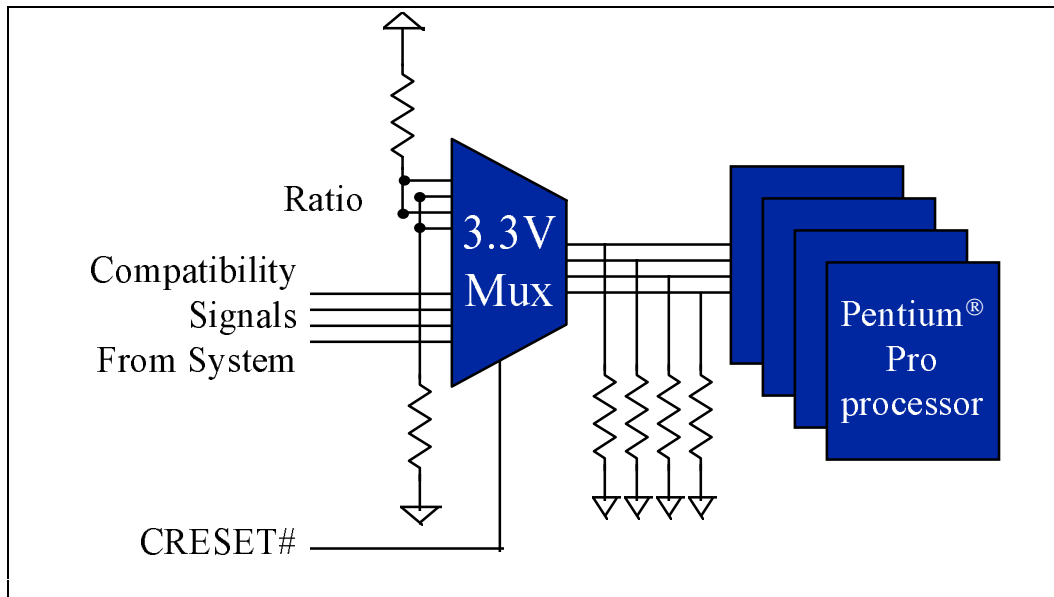 Ratio
Compatibility
Signals
From System
CRESET#
3.3V
Mux
Pentium®
Pro
processor